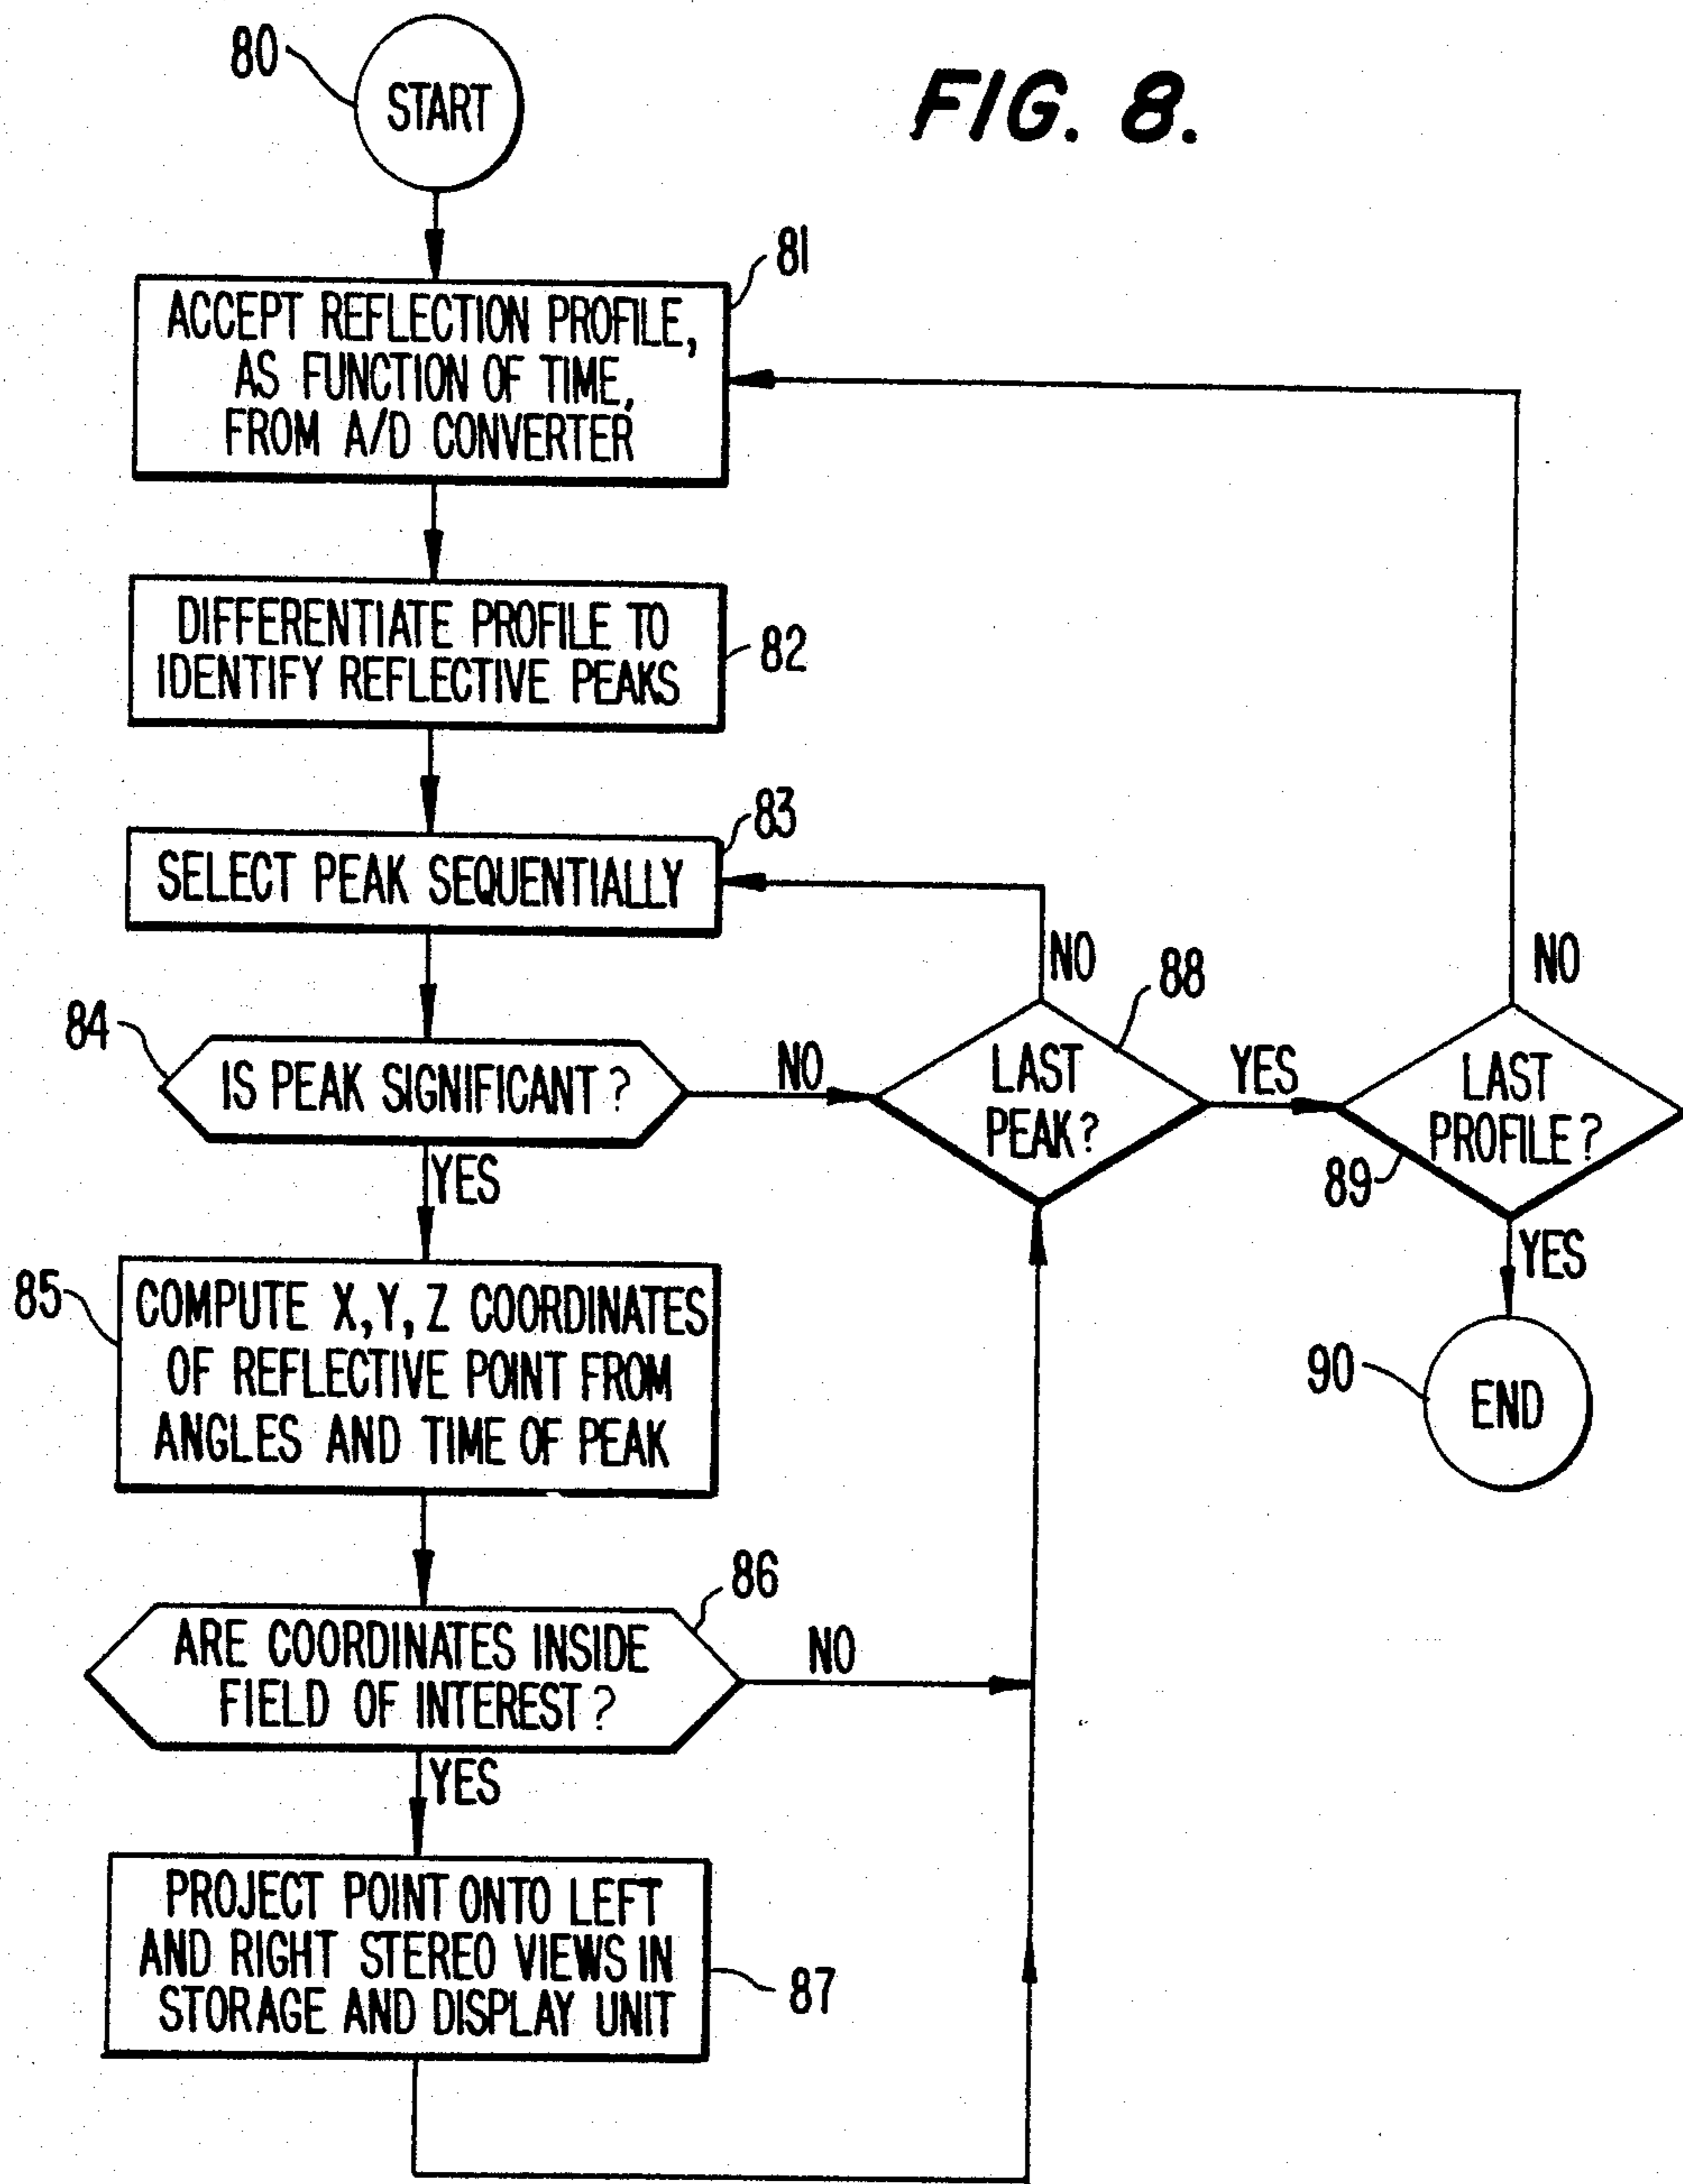 FIG. 8.
80
START
81
ACCEPT REFLECTION PROFILE,
AS FUNCTION OF TIME,
FROM A/D CONVERTER
82
DIFFERENTIATE PROFILE TO
IDENTIFY REFLECTIVE PEAKS
83
SELECT PEAK SEQUENTIALLY
84
IS PEAK SIGNIFICANT?
NO
YES
88
LAST
PEAK?
NO
YES
89
LAST
PROFILE?
NO
YES
90
END
85
COMPUTE X, Y, Z COORDINATES
OF REFLECTIVE POINT FROM
ANGLES AND TIME OF PEAK
86
ARE COORDINATES INSIDE
FIELD OF INTEREST?
NO
YES
87
PROJECT POINT ONTO LEFT
AND RIGHT STEREO VIEWS IN
STORAGE AND DISPLAY UNIT